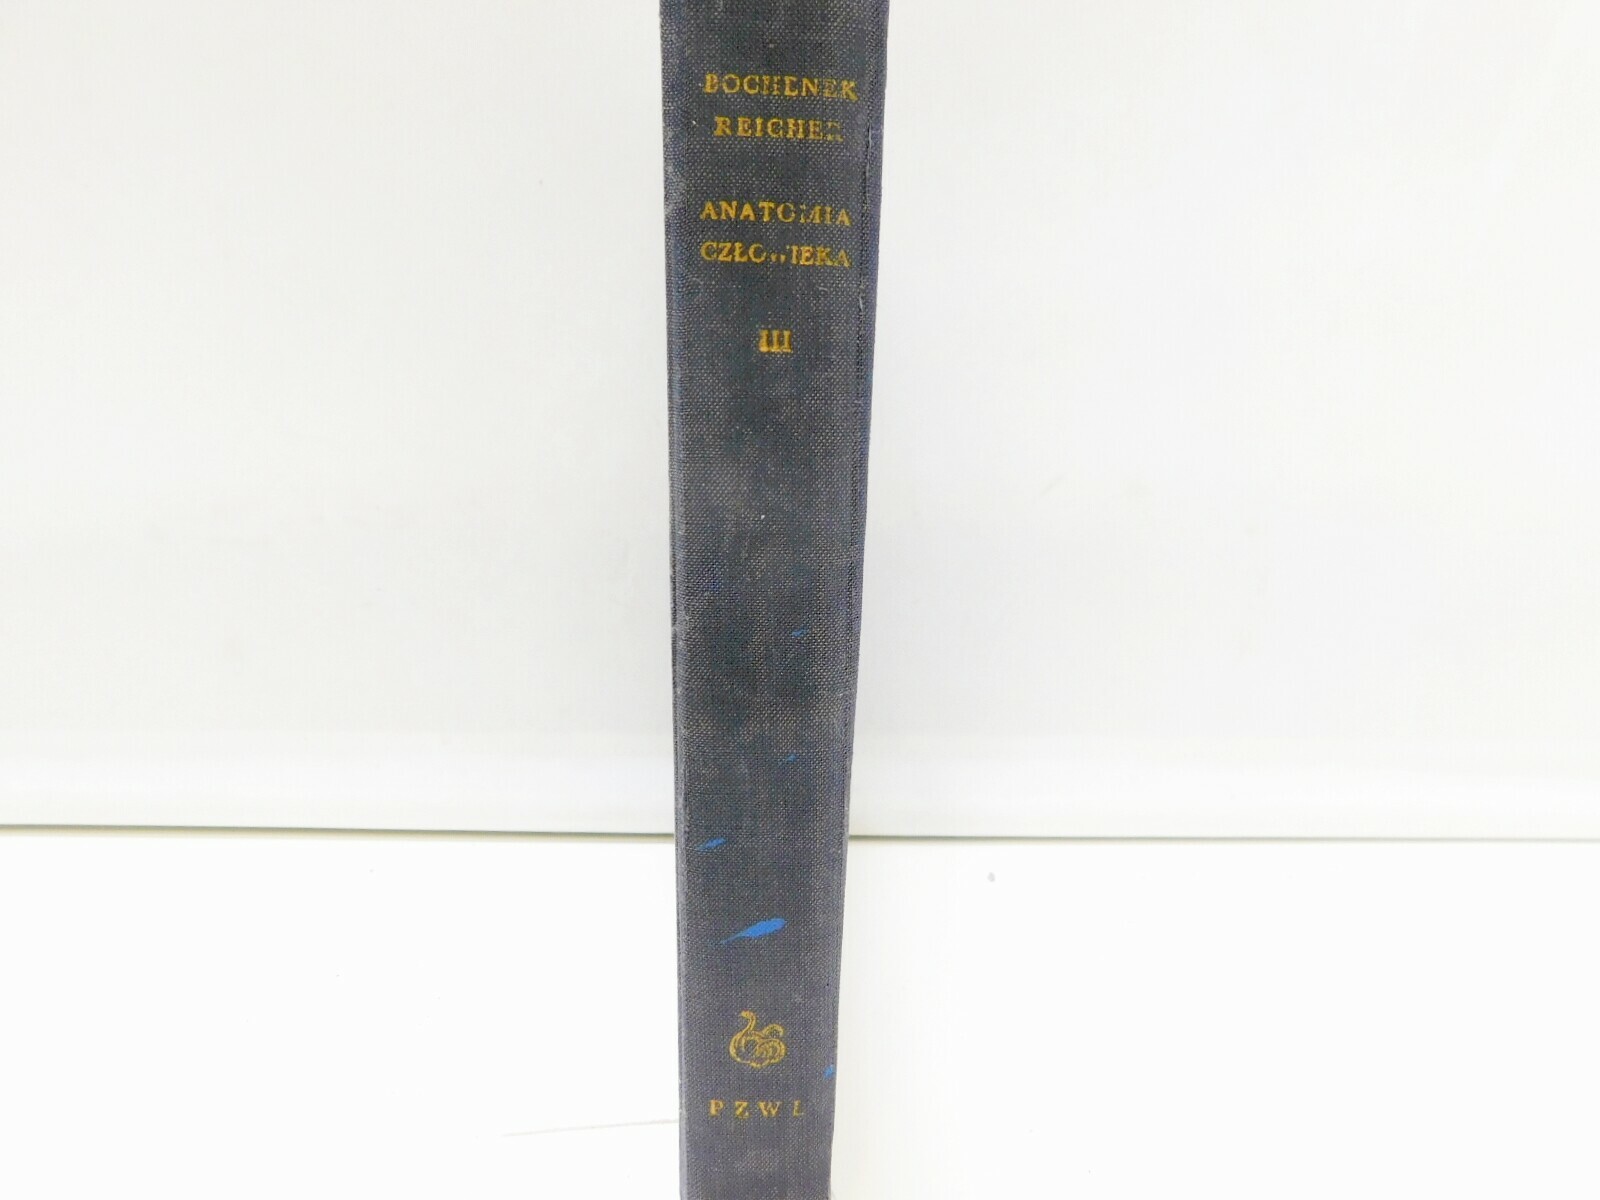 BOCHENEK
REICHER
ANATOMIA
CZŁOWIEKA
III
PZWL